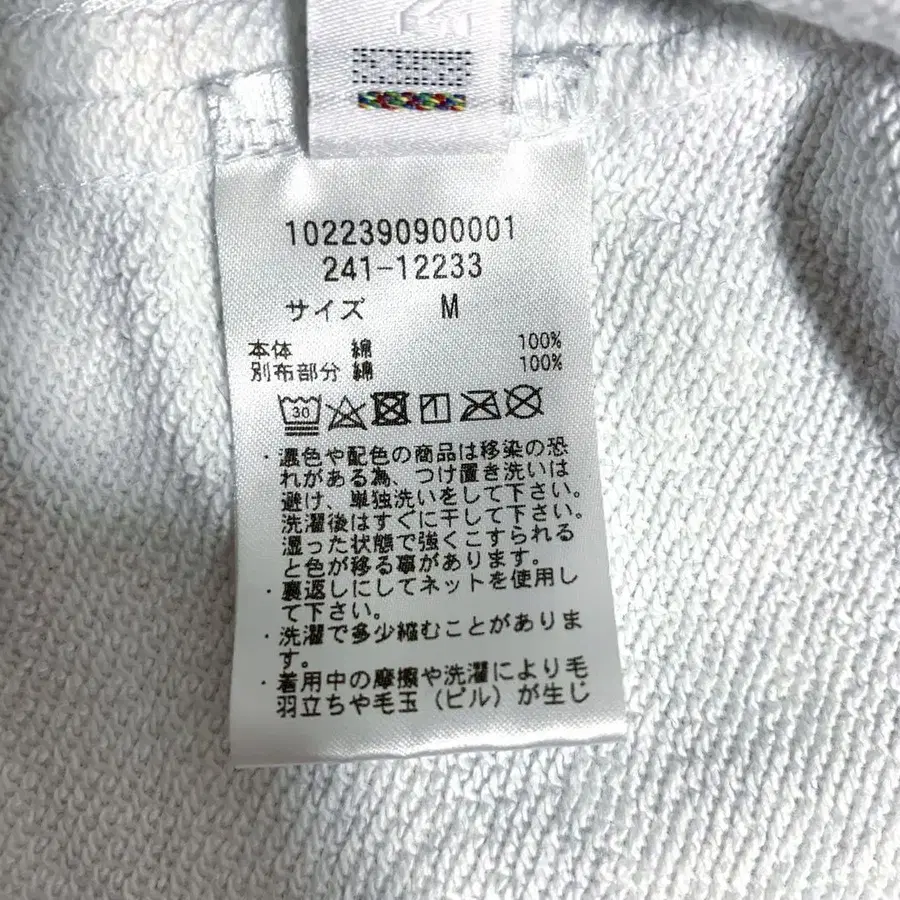 1022390900001
241-12233
サイズ M
本体 綿 100%
別布部分 綿 100%
30
・濃色や配色の商品は移染の恐
れがある為、つけ置き洗いは
避け、単独洗いをして下さい。
洗濯後はすぐに干して下さい。
湿った状態で強くこすられる
と色が移る事があります。
・裏返しにしてネットを使用し
て下さい。
・洗濯で多少縮むことがありま
す。
・着用中の摩擦や洗濯により毛
羽立ちや毛玉（ピル）が生じ